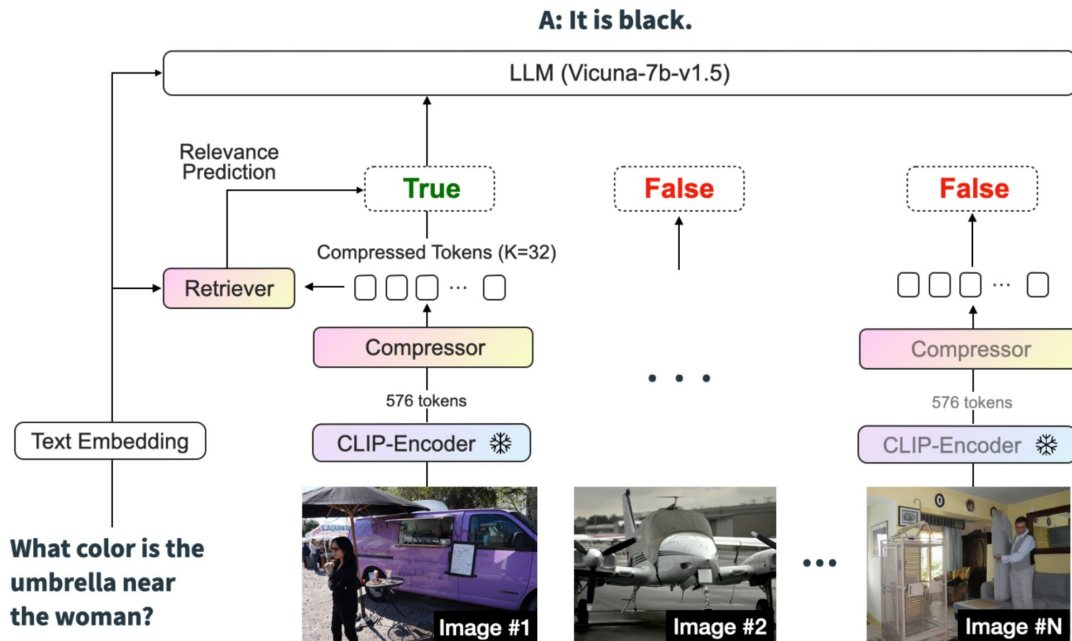 A: It is black.
LLM (Vicuna-7b-v1.5)
Relevance
Prediction
True
False
False
Compressed Tokens (K=32)
Retriever
...
...
Compressor
Compressor
...
576 tokens
576 tokens
Text Embedding
CLIP-Encoder
CLIP-Encoder
What color is the
umbrella near
the woman?
...
Image #1
Image #2
Image #N